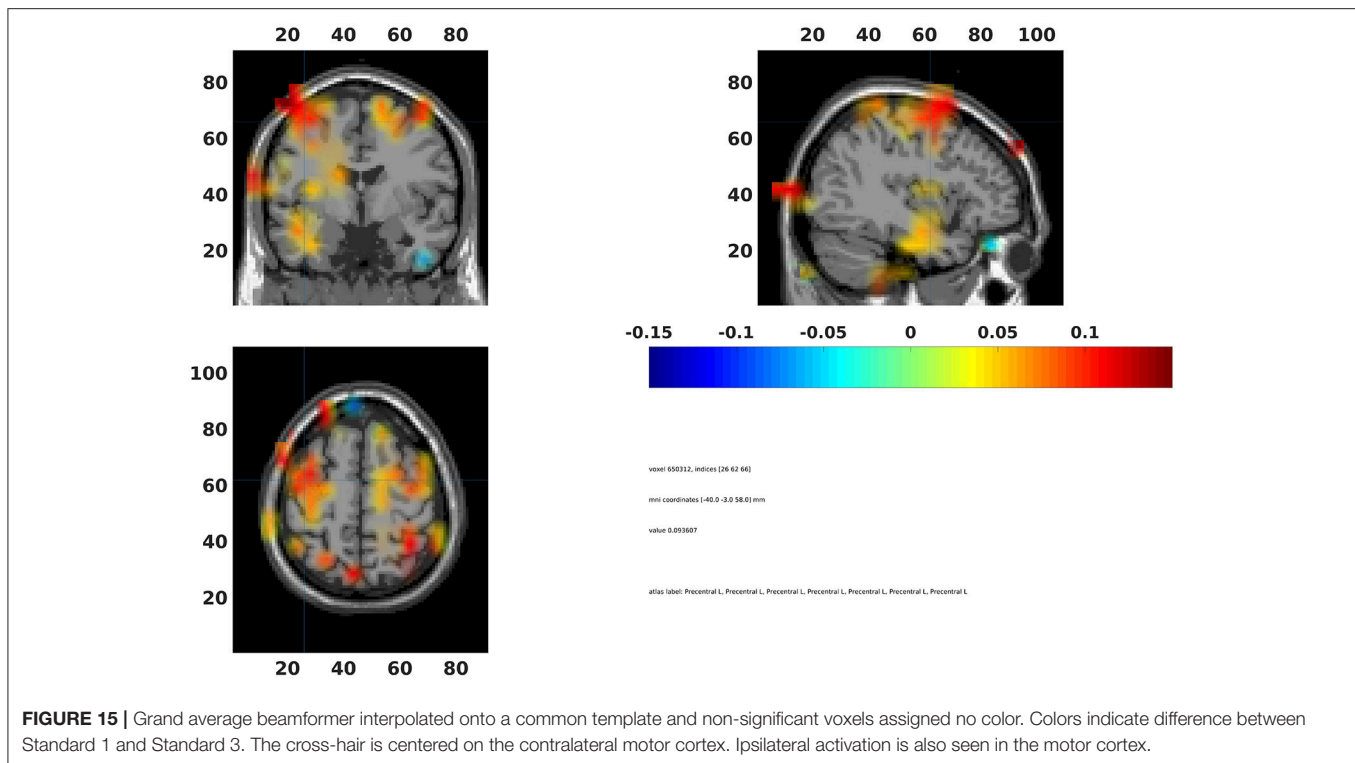 20 40 60 80
80
60
40
20
20 40 60 80 100
80
60
40
20
-0.15 -0.1 -0.05 0 0.05 0.1
100
80
60
40
20
20 40 60 80
voxel 650312, indices [26 62 66]
mni coordinates [-40.0 -3.0 58.0] mm
value 0.093607
atlas label: Precentral L, Precentral L, Precentral L, Precentral L, Precentral L, Precentral L, Precentral L
FIGURE 15 | Grand average beamformer interpolated onto a common template and non-significant voxels assigned no color. Colors indicate difference between
Standard 1 and Standard 3. The cross-hair is centered on the contralateral motor cortex. Ipsilateral activation is also seen in the motor cortex.